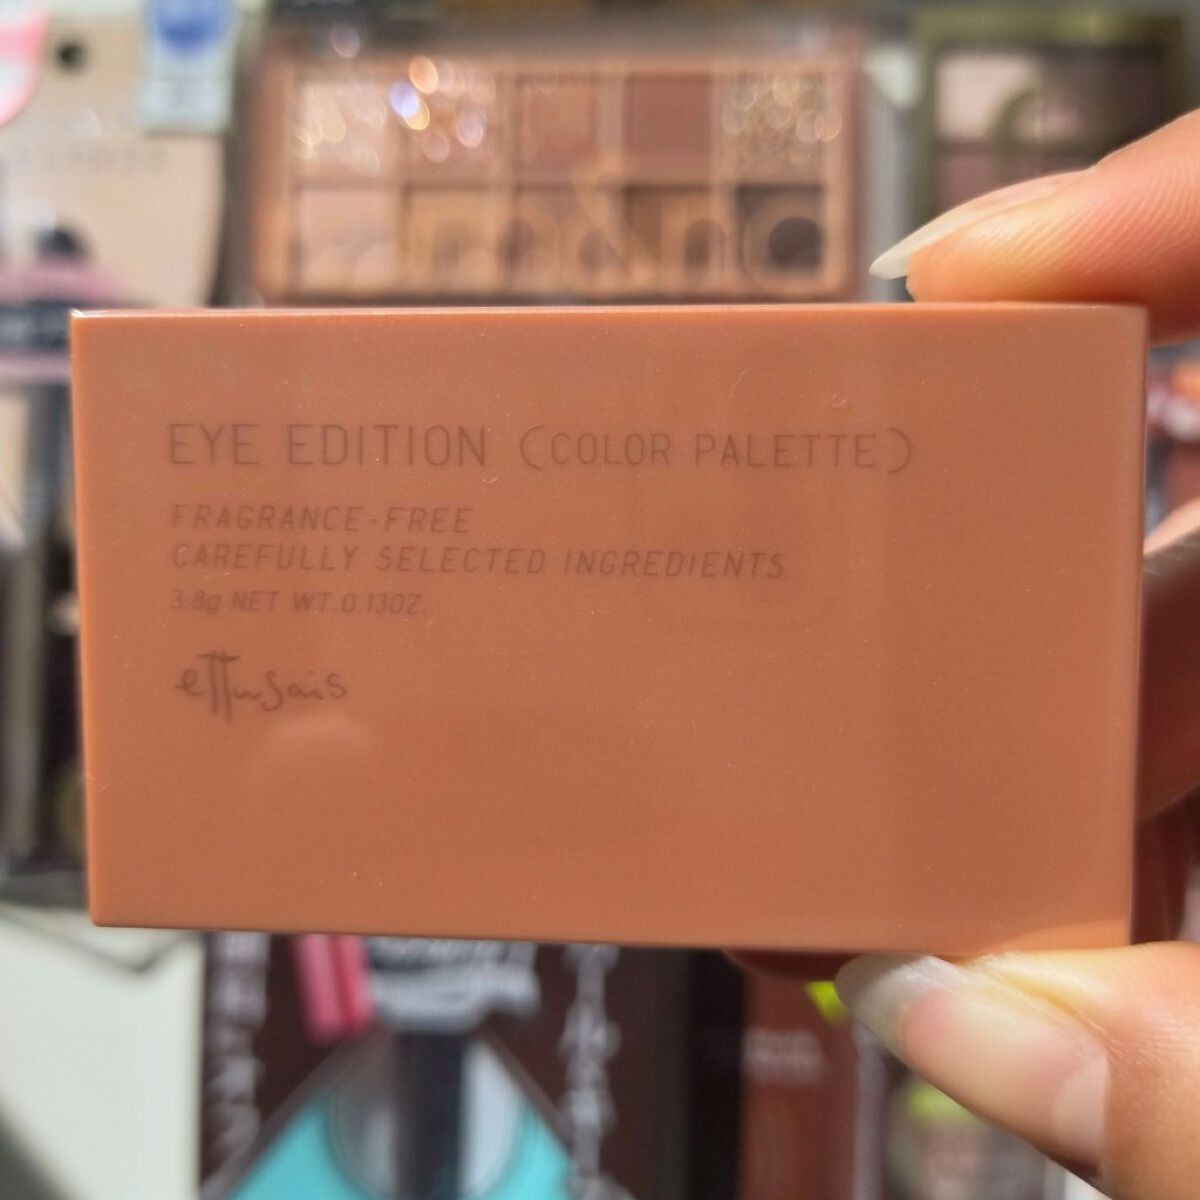 EYE EDITION (COLOR PALETTE)
FRAGRANCE-FREE
CAREFULLY SELECTED INGREDIENTS
3.8g NET WT. 0.13OZ.
ettusais